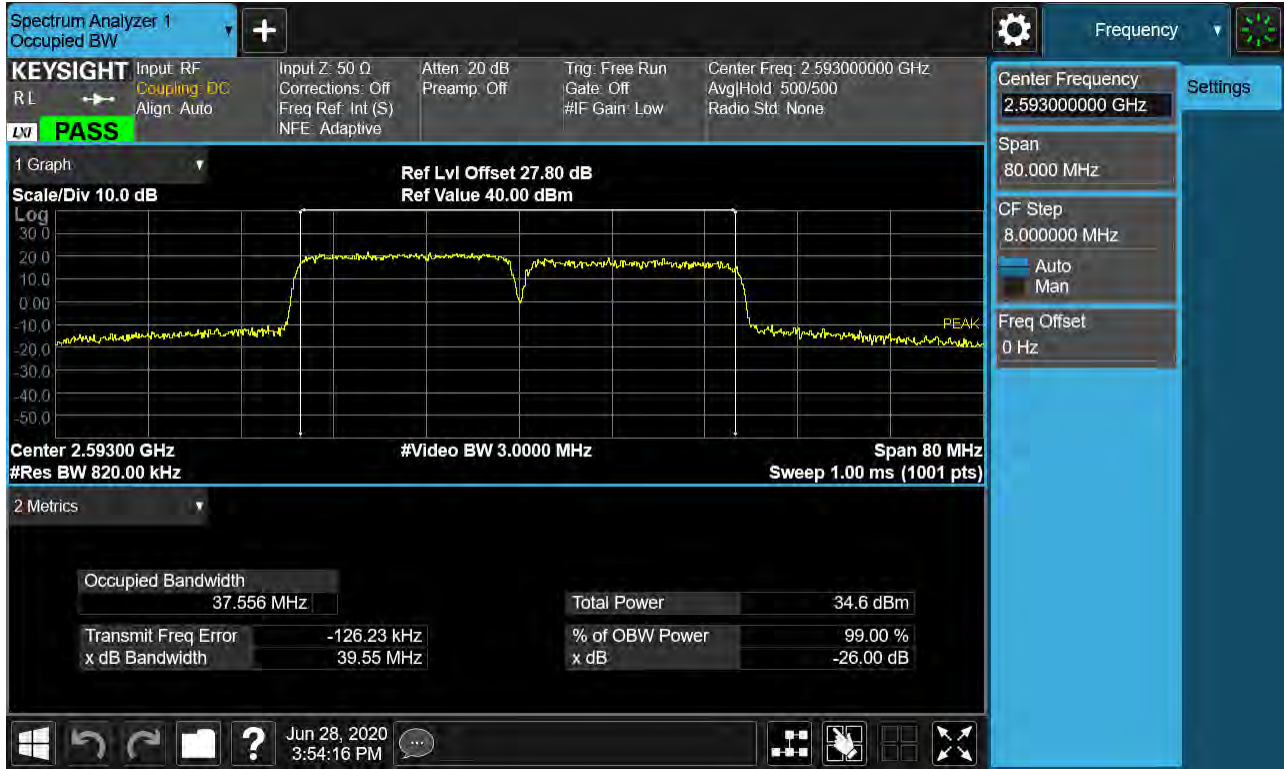 Spectrum Analyzer 1
Occupied BW
Frequency
KEYSIGHT
R L
LXI PASS
Input: RF
Coupling: DC
Align: Auto
Input Z: 50 Ω
Corrections: Off
Freq Ref: Int (S)
NFE: Adaptive
Atten: 20 dB
Preamp: Off
Trig: Free Run
Gate: Off
#IF Gain: Low
Center Freq: 2.593000000 GHz
Avg|Hold: 500/500
Radio Std: None
Center Frequency
2.593000000 GHz
Settings
Span
80.000 MHz
CF Step
8.000000 MHz
Auto
Man
Freq Offset
0 Hz
1 Graph
Ref Lvl Offset 27.80 dB
Scale/Div 10.0 dB
Ref Value 40.00 dBm
Log
30.0
20.0
10.0
0.00
-10.0
PEAK
-20.0
-30.0
-40.0
-50.0
Center 2.59300 GHz
#Video BW 3.0000 MHz
Span 80 MHz
#Res BW 820.00 kHz
Sweep 1.00 ms (1001 pts)
2 Metrics
Occupied Bandwidth
37.556 MHz
Total Power 34.6 dBm
Transmit Freq Error -126.23 kHz
% of OBW Power 99.00 %
x dB Bandwidth 39.55 MHz
x dB -26.00 dB
?
Jun 28, 2020
3:54:16 PM